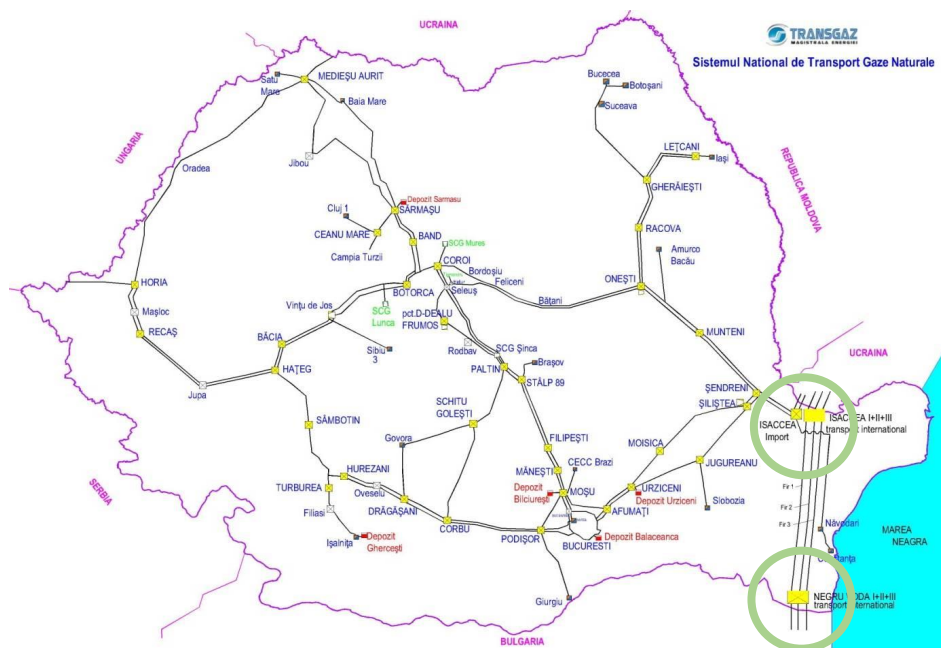 UCRAINA
TRANSGAZ
MAGISTRALA ENERGIEI
Sistemul National de Transport Gaze Naturale
Satu
Mare
MEDIEŞU AURIT
Baia Mare
Bucecea
Botoşani
Suceava
UNGARIA
Jibou
LEŢCANI
Iaşi
REPUBLICA MOLDOVA
Oradea
GHERĂIEŞTI
Depozit Sarmasu
SĂRMAŞU
Cluj 1
CEANU MARE
Campia Turzii
BAND
RACOVA
SCG Mures
Amurco
Bacău
COROI
Bordoşiu
Feliceni
Seleuş
HORIA
BOTORCA
ONEŞTI
Băţani
Maşloc
Vinţu de Jos
SCG
Lunca
pct.D-DEALU
FRUMOS
RECAŞ
BĂCIA
MUNTENI
Sibiu
3
Rodbav
SCG Şinca
Braşov
UCRAINA
HAŢEG
PALTIN
STÂLP 89
Jupa
ŞENDRENI
ŞILIŞTEA
SCHITU
GOLEŞTI
ISACCEA
Import
ISACCEA I+II+III
transport international
SÂMBOTIN
Govora
FILIPEŞTI
MOISICA
CECC Brazi
JUGUREANU
MĂNEŞTI
HUREZANI
SERBIA
TURBUREA
Oveselu
Depozit
Bilciureşti
MOŞU
URZICENI
Depozit Urziceni
Fir 1
Slobozia
Filiasi
DRĂGĂŞANI
AFUMAŢI
Fir 2
CORBU
Fir 3
Năvodari
MAREA
NEAGRA
Işalniţa
Depozit
Gherceşti
PODIŞOR
BUCURESTI
Depozit Balaceanca
Giurgiu
NEGRU VODA I+II+III
transport international
BULGARIA